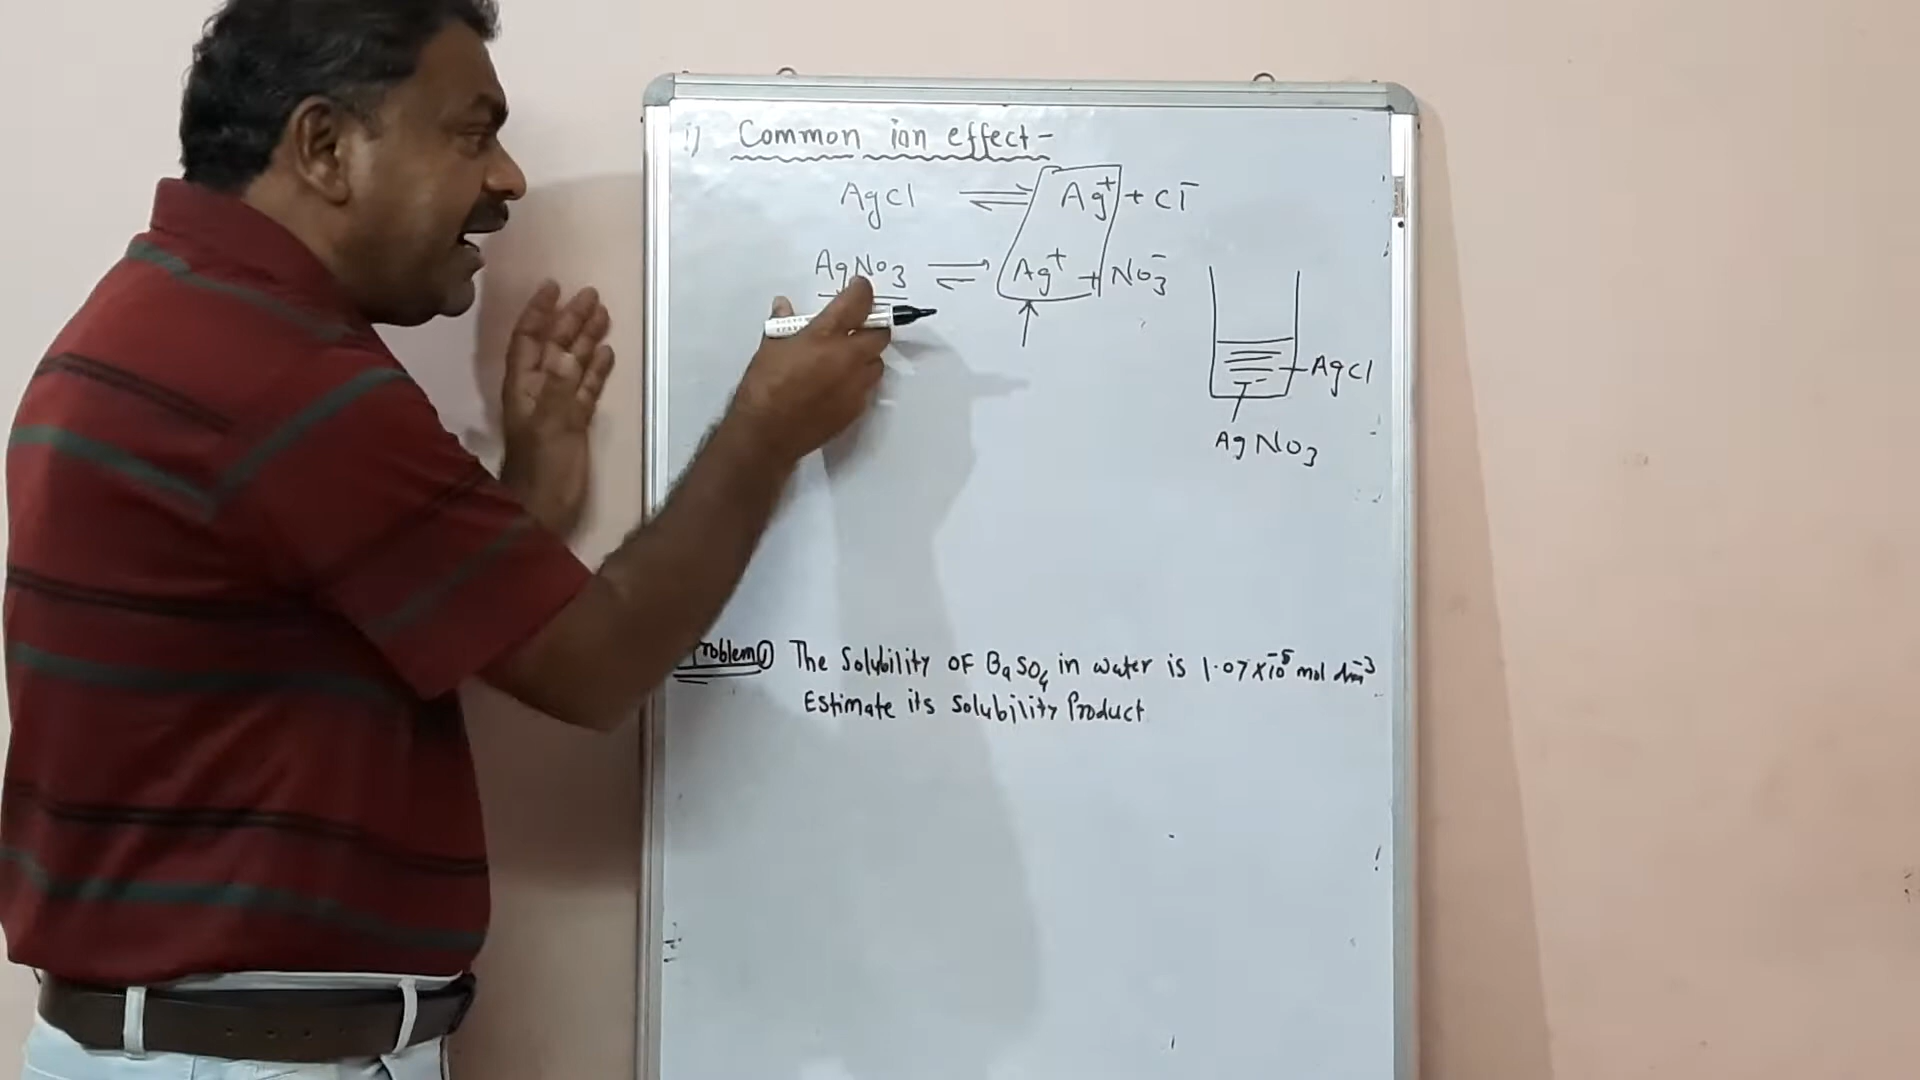 i) Common ion effect-
AgCl ⇌ Ag⁺ + Cl⁻
AgNo₃ ⇌ Ag⁺ + No₃⁻
AgCl
AgNo₃
Problem① The Solubility of BaSO₄ in water is 1.07×10⁻⁵ mol dm⁻³
Estimate its Solubility Product